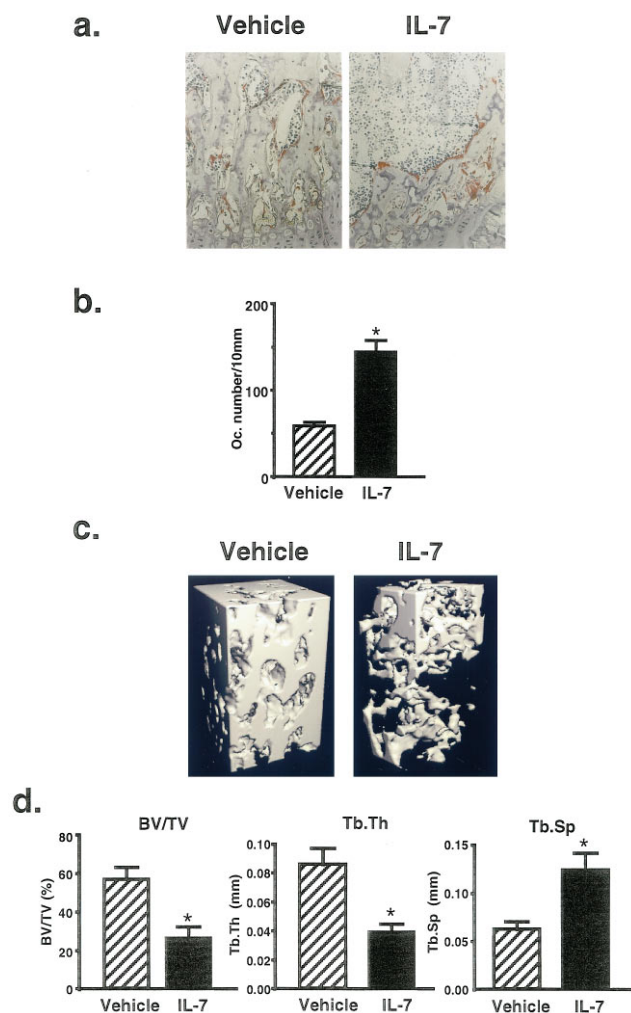 a.
Vehicle IL-7
b.
Oc. number/10mm
200
100
0
*
Vehicle IL-7
c.
Vehicle IL-7
d.
BV/TV
BV/TV (%)
80
60
40
20
0
*
Vehicle IL-7
Tb.Th
Tb.Th (mm)
0.10
0.08
0.06
0.04
0.02
0.00
*
Vehicle IL-7
Tb.Sp
Tb.Sp (mm)
0.15
0.10
0.05
0.00
*
Vehicle IL-7